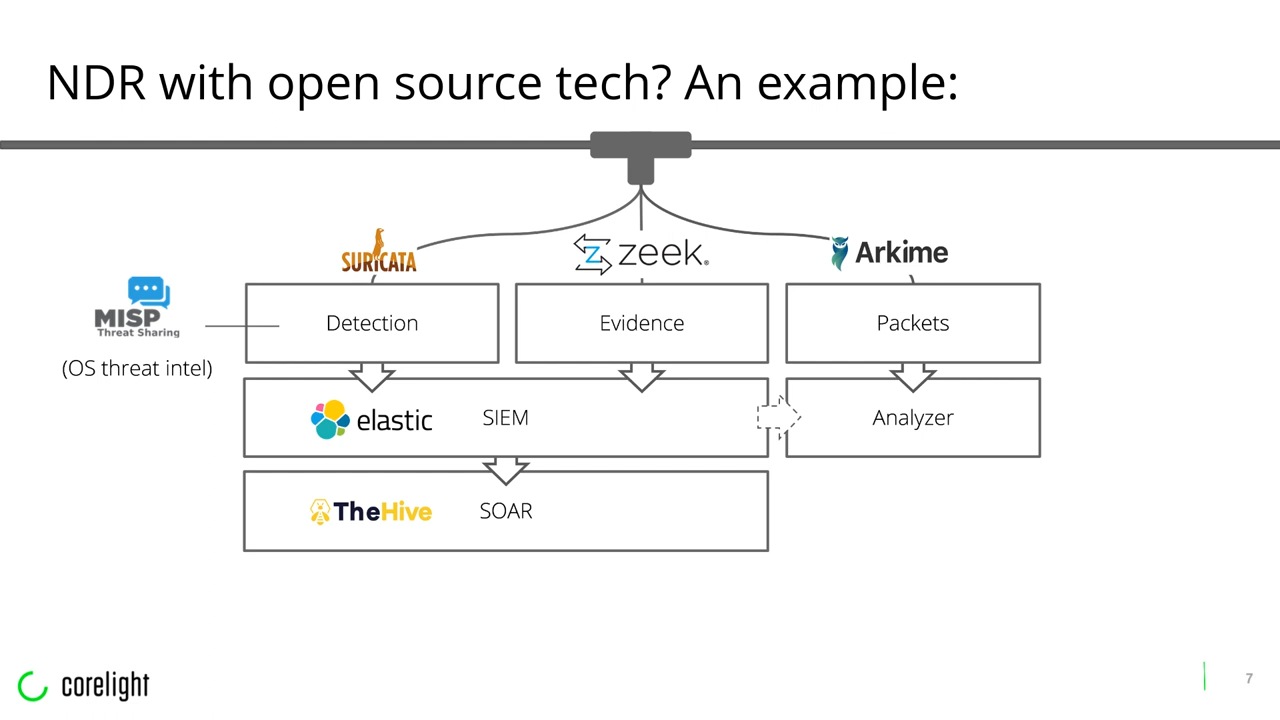 NDR with open source tech? An example:
SURICATA
zeek®
Arkime
MISP
Threat Sharing
(OS threat intel)
Detection
Evidence
Packets
elastic
SIEM
Analyzer
TheHive
SOAR
corelight
7